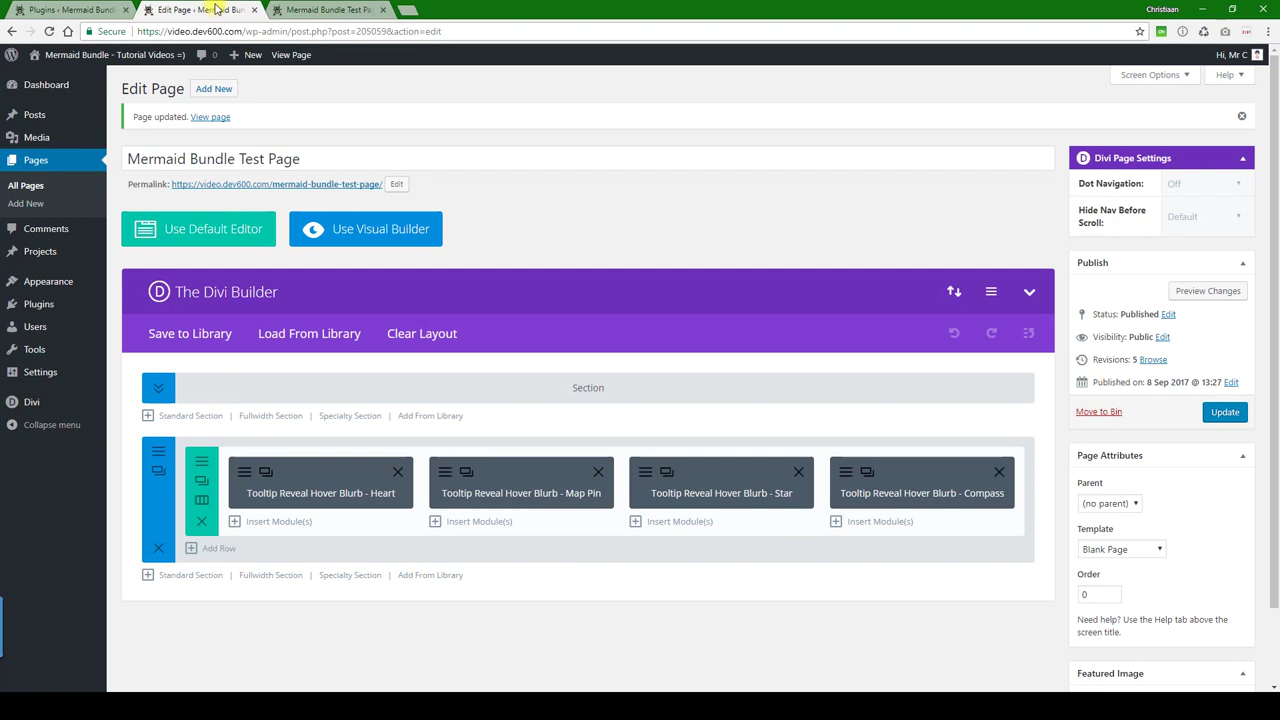 Plugins ‹ Mermaid Bundl
Edit Page ‹ Mermaid Bun
Mermaid Bundle Test Pag
Christiaan
Secure
https://video.dev600.com/wp-admin/post.php?post=205059&action=edit
Mermaid Bundle - Tutorial Videos =)
0
New
View Page
Hi, Mr C
Dashboard
Posts
Media
Pages
All Pages
Add New
Comments
Projects
Appearance
Plugins
Users
Tools
Settings
Divi
Collapse menu
Screen Options
Help
Edit Page
Add New
Page updated. View page
Mermaid Bundle Test Page
Permalink: https://video.dev600.com/mermaid-bundle-test-page/
Edit
Use Default Editor
Use Visual Builder
D The Divi Builder
Save to Library
Load From Library
Clear Layout
Section
Standard Section | Fullwidth Section | Specialty Section | Add From Library
Tooltip Reveal Hover Blurb - Heart
Tooltip Reveal Hover Blurb - Map Pin
Tooltip Reveal Hover Blurb - Star
Tooltip Reveal Hover Blurb - Compass
Insert Module(s)
Insert Module(s)
Insert Module(s)
Insert Module(s)
Add Row
Standard Section | Fullwidth Section | Specialty Section | Add From Library
D Divi Page Settings
Dot Navigation:
Off
Hide Nav Before
Scroll:
Default
Publish
Preview Changes
Status: Published Edit
Visibility: Public Edit
Revisions: 5 Browse
Published on: 8 Sep 2017 @ 13:27 Edit
Move to Bin
Update
Page Attributes
Parent
(no parent)
Template
Blank Page
Order
0
Need help? Use the Help tab above the
screen title.
Featured Image